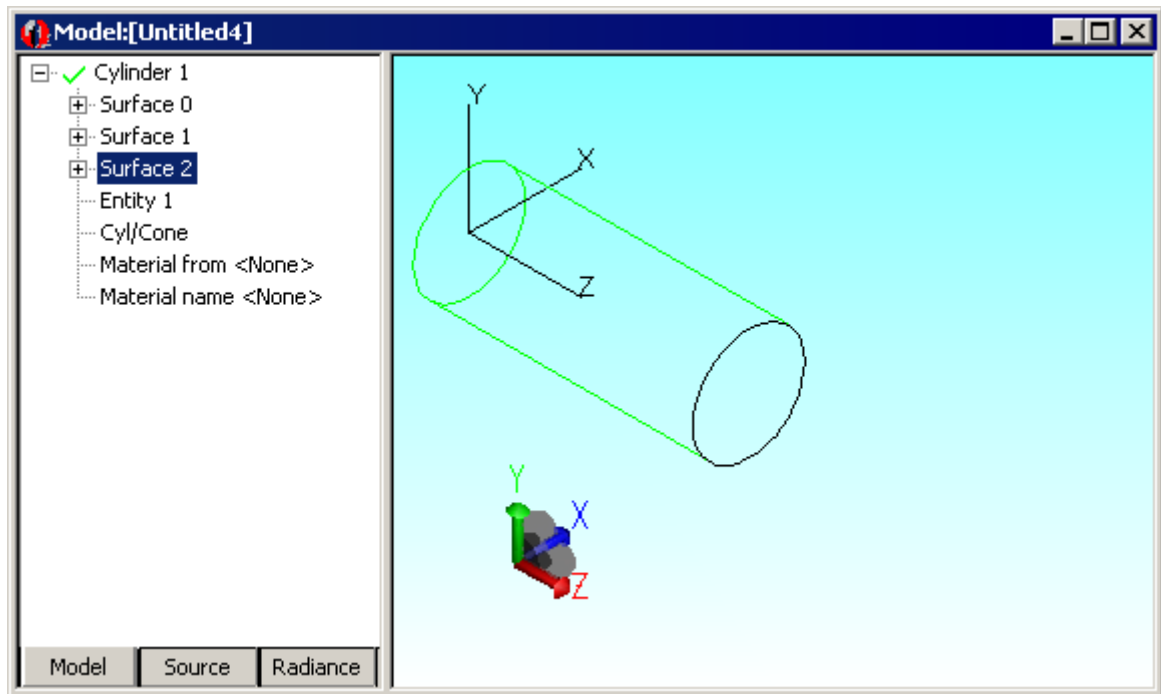 Model:[Untitled4]
Cylinder 1
Surface 0
Surface 1
Surface 2
Entity 1
Cyl/Cone
Material from <None>
Material name <None>
Model Source Radiance
Y
X
Z
Y
X
Z